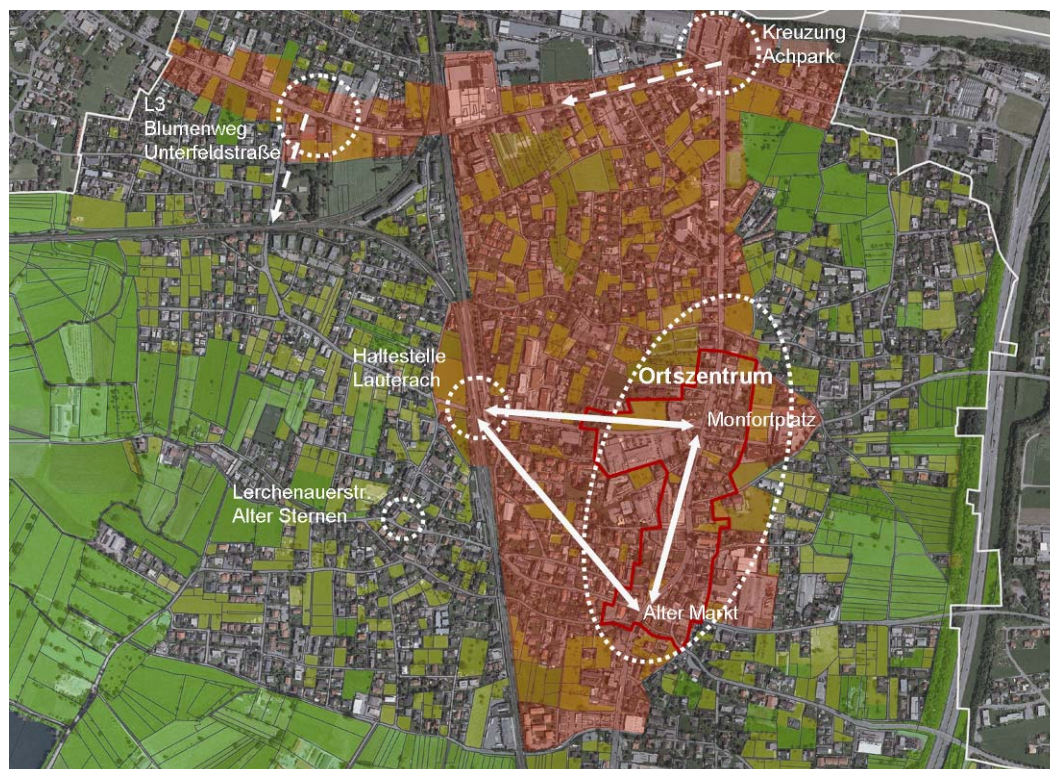 Kreuzung
Achpark
L3
Blumenweg
Unterfeldstraße
Haltestelle
Lauterach
Ortszentrum
Monfortplatz
Lerchenauerstr.
Alter Sternen
Alter Markt